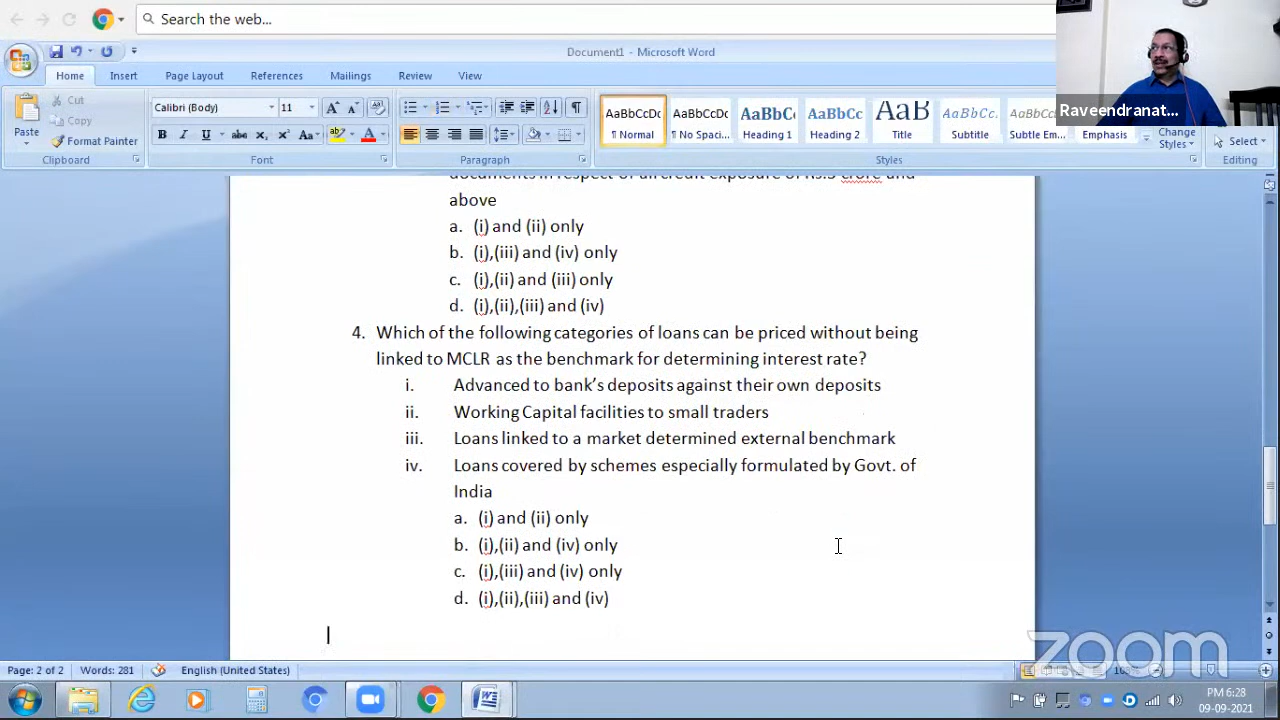 Search the web...
Document1 - Microsoft Word
Home Insert Page Layout References Mailings Review View
Paste
Cut
Copy
Format Painter
Clipboard
Calibri (Body) 11
Font
Paragraph
AaBbCcDc AaBbCcDc AaBbC AaBbCc AaB AaBbCc. AaBbCcDc
¶ Normal ¶ No Spaci... Heading 1 Heading 2 Title Subtitle Subtle Em... Emphasis
Change Styles
Styles
Select
Editing
Raveendranat...
documents in respect of all credit exposure of Rs.5 crore and
above
a. (i) and (ii) only
b. (i),(iii) and (iv) only
c. (i),(ii) and (iii) only
d. (i),(ii),(iii) and (iv)
4. Which of the following categories of loans can be priced without being
linked to MCLR as the benchmark for determining interest rate?
i. Advanced to bank's deposits against their own deposits
ii. Working Capital facilities to small traders
iii. Loans linked to a market determined external benchmark
iv. Loans covered by schemes especially formulated by Govt. of
India
a. (i) and (ii) only
b. (i),(ii) and (iv) only
c. (i),(iii) and (iv) only
d. (i),(ii),(iii) and (iv)
zoom
Page: 2 of 2 Words: 281 English (United States)
PM 6:28
09-09-2021